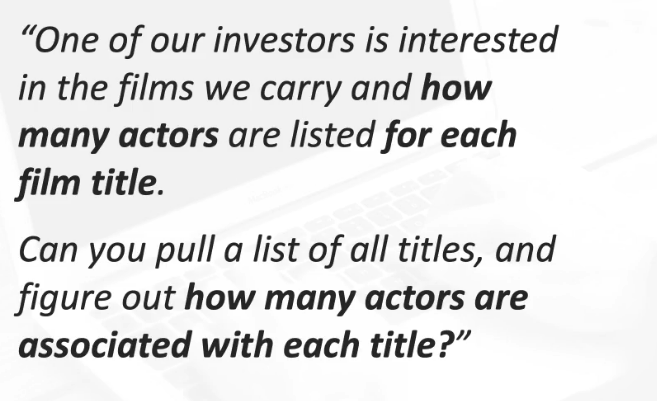 “One of our investors is interested
in the films we carry and how
many actors are listed for each
film title.
Can you pull a list of all titles, and
figure out how many actors are
associated with each title?”